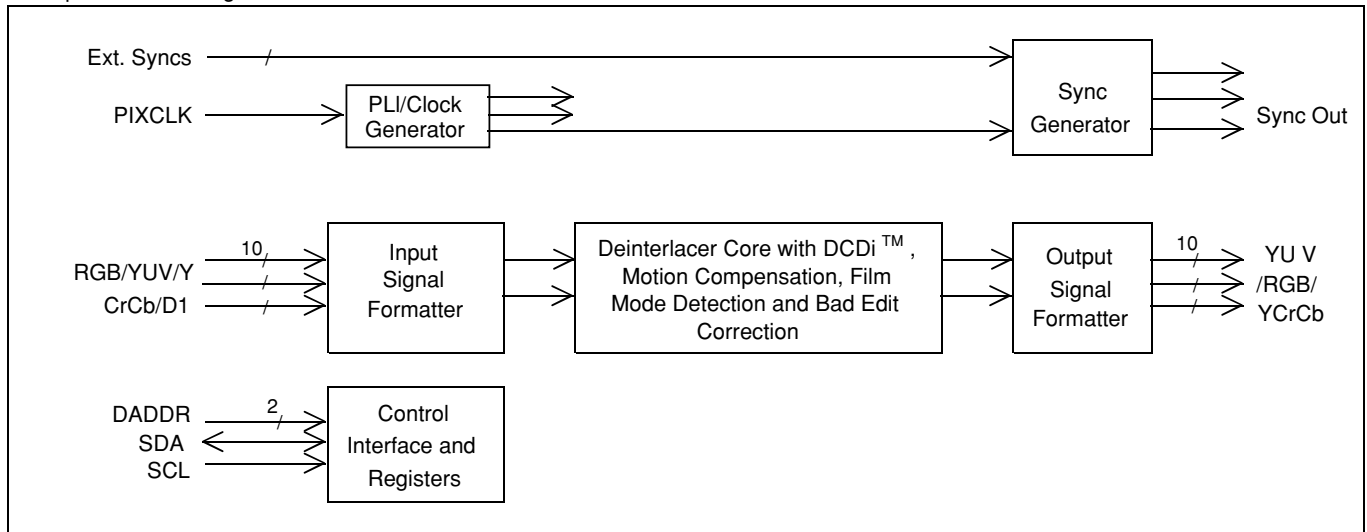 Ext. Syncs
PIXCLK
PLI/Clock
Generator
Sync
Generator
Sync Out
RGB/YUV/Y
CrCb/D1
10
Input
Signal
Formatter
Deinterlacer Core with DCDi TM ,
Motion Compensation, Film
Mode Detection and Bad Edit
Correction
Output
Signal
Formatter
10
YU V
/RGB/
YCrCb
DADDR
SDA
SCL
2
Control
Interface and
Registers